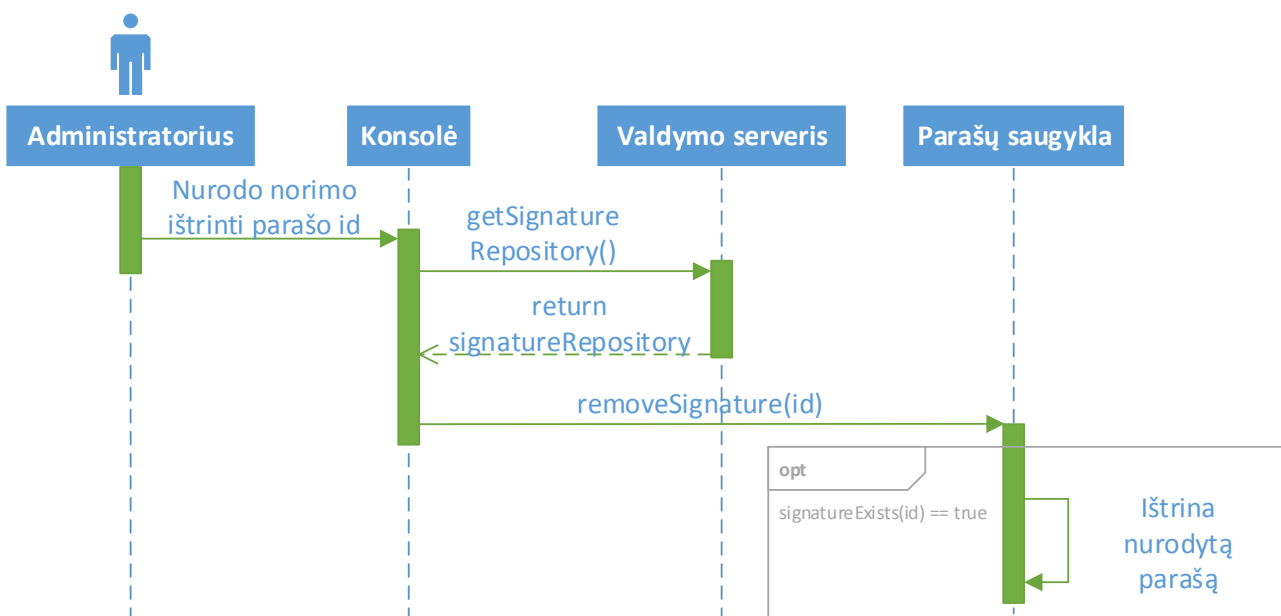 Administratorius
Konsolė
Valdymo serveris
Parašų saugykla
Nurodo norimo
ištrinti parašo id
getSignature
Repository()
return
signatureRepository
removeSignature(id)
opt
signatureExists(id) == true
Ištrina
nurodytą
parašą